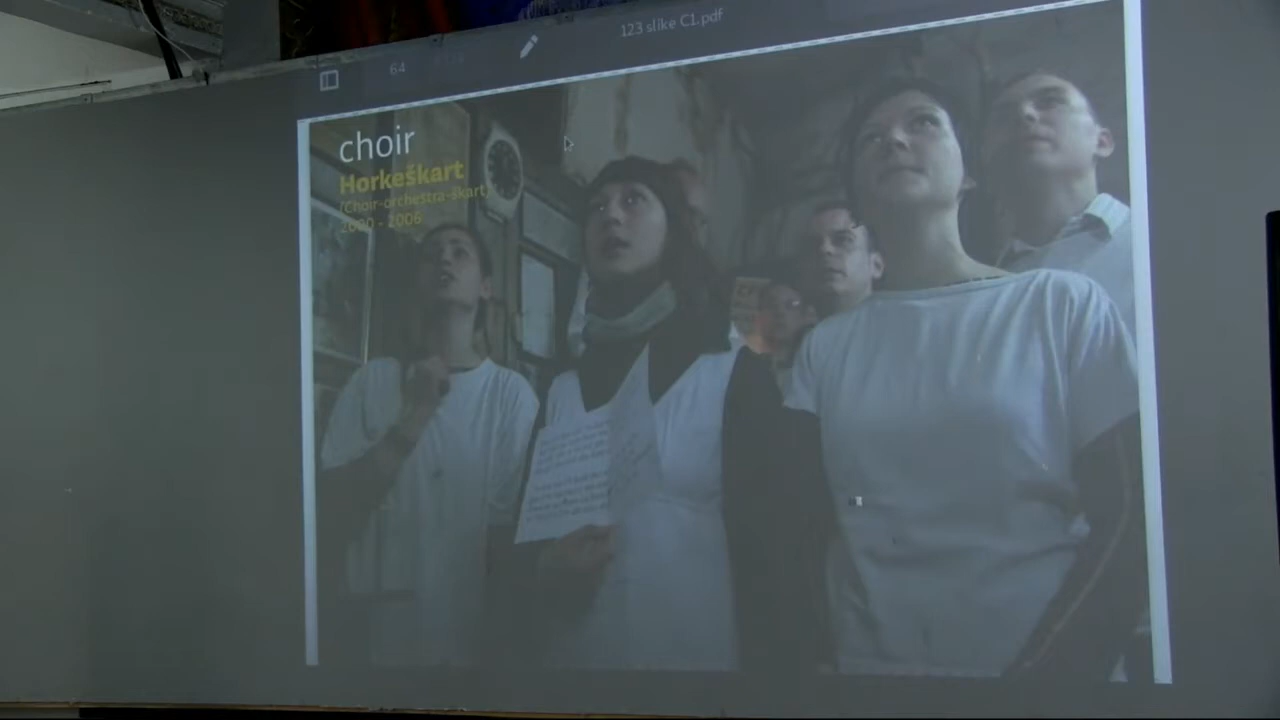 123 slike C1.pdf
64
choir
Horkeškart
(Choir-orchestra-škart)
2000 - 2006